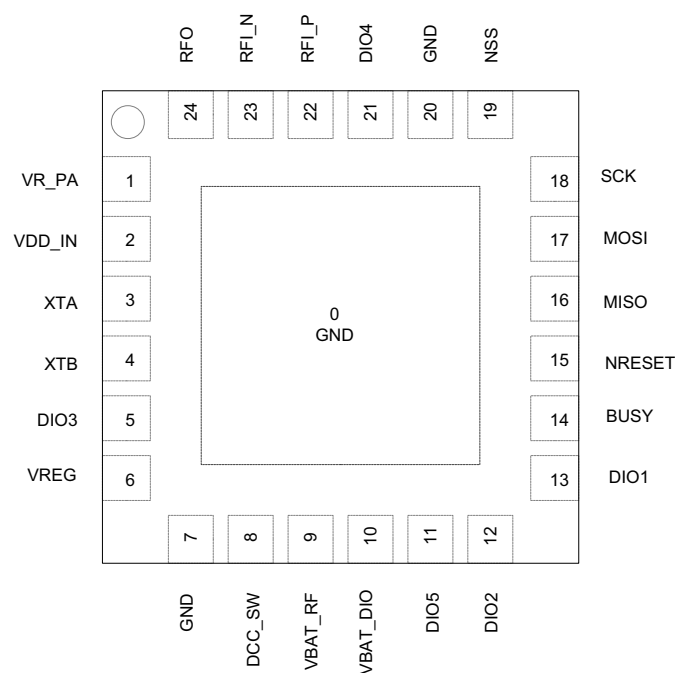 RFO
RFI_N
RFI_P
DIO4
GND
NSS
24
23
22
21
20
19
VR_PA 1
18 SCK
VDD_IN 2
17 MOSI
XTA 3
16 MISO
0
GND
XTB 4
15 NRESET
DIO3 5
14 BUSY
VREG 6
13 DIO1
7
8
9
10
11
12
GND
DCC_SW
VBAT_RF
VBAT_DIO
DIO5
DIO2